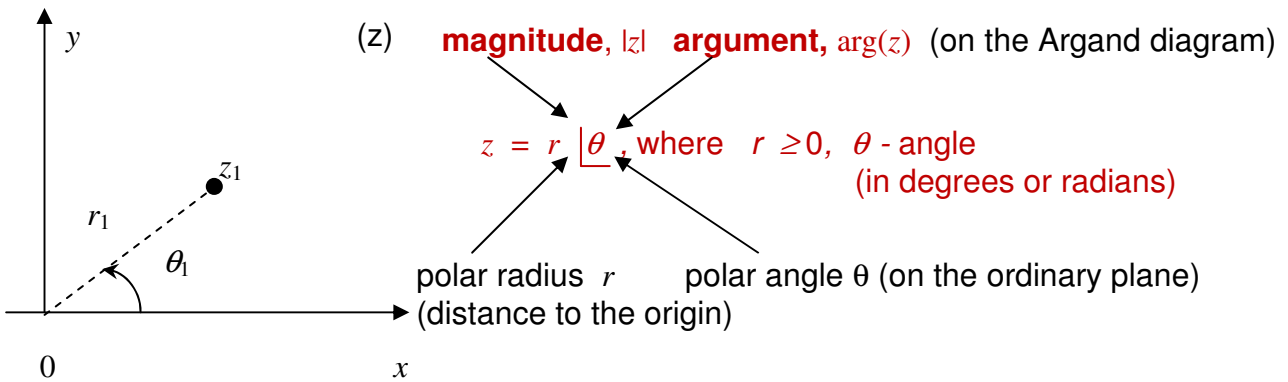 y
(z) magnitude, |z| argument, arg(z) (on the Argand diagram)
z = r ∠θ, where r ≥0, θ - angle
(in degrees or radians)
z₁
r₁
θ₁
polar radius r polar angle θ (on the ordinary plane)
(distance to the origin)
0 x